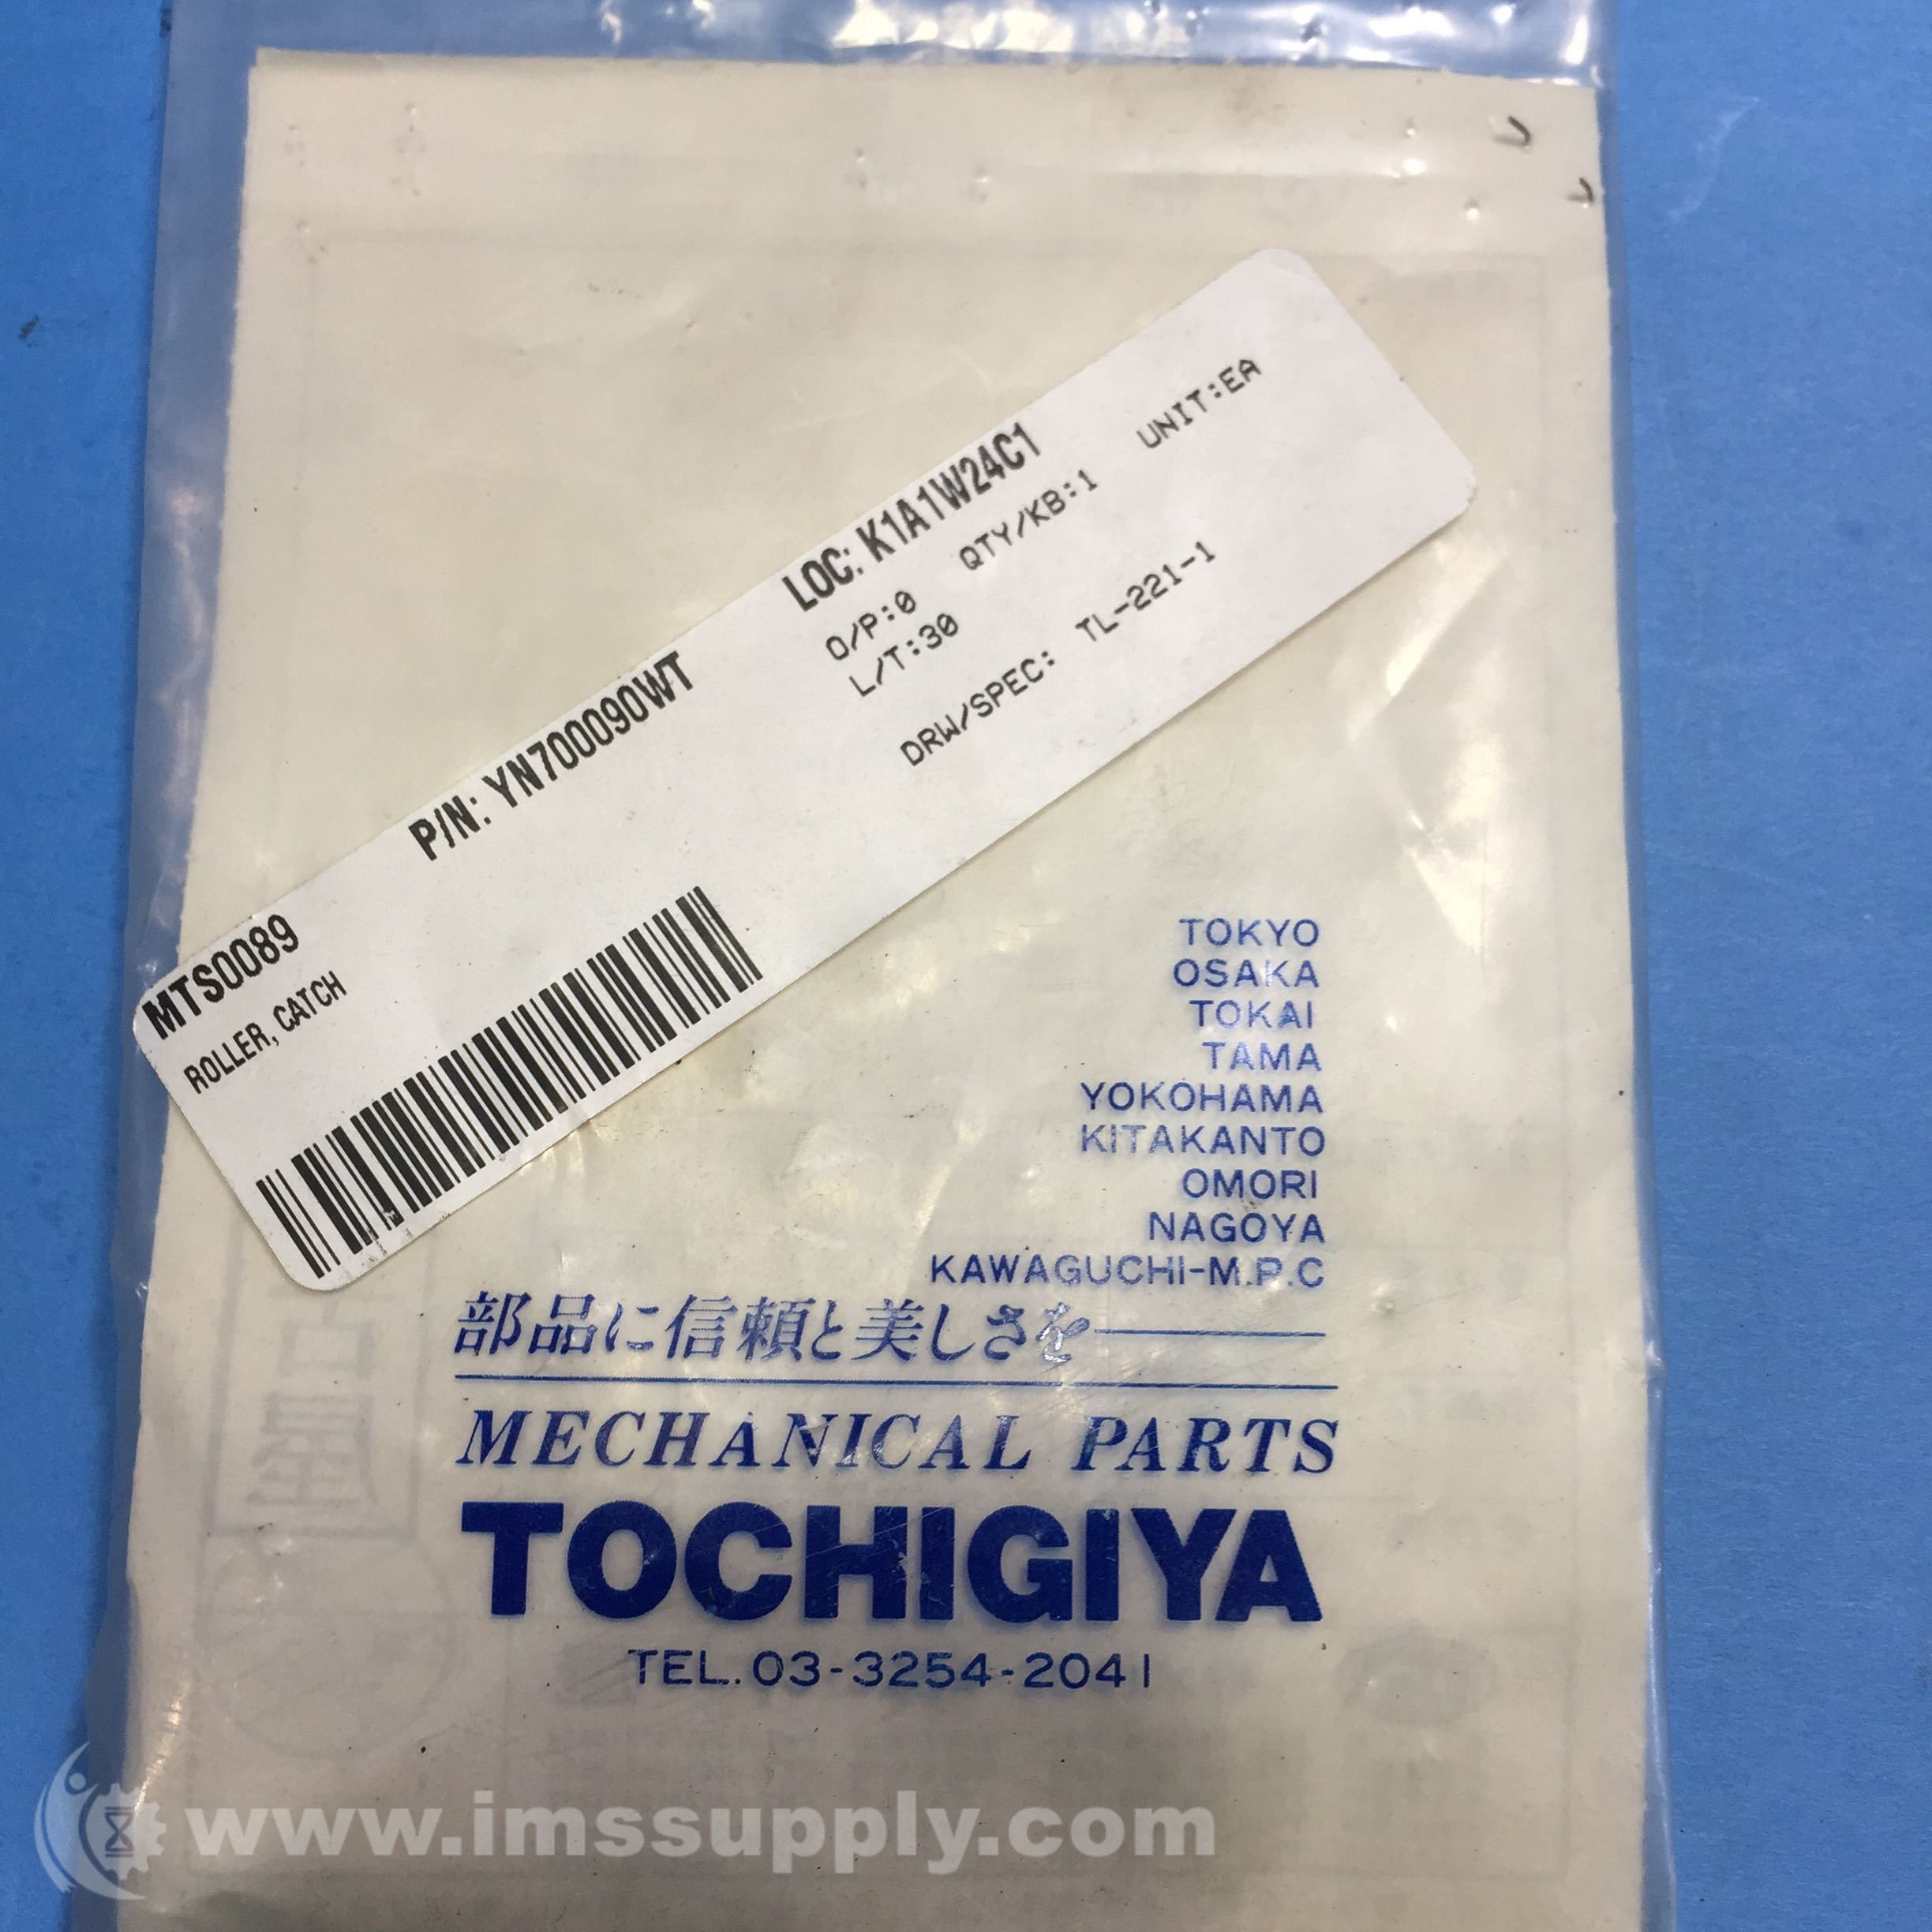 MTS0089
P/N: YN700090WT
LOC: K1A1W24C1
ROLLER, CATCH
O/P:0 QTY/KB:1 UNIT:EA
L/T:30
DRW/SPEC: TL-221-1
TOKYO
OSAKA
TOKAI
TAMA
YOKOHAMA
KITAKANTO
OMORI
NAGOYA
KAWAGUCHI-M.P.C
部品に信頼と美しさを
MECHANICAL PARTS
TOCHIGIYA
TEL.03-3254-2041
www.imssupply.com